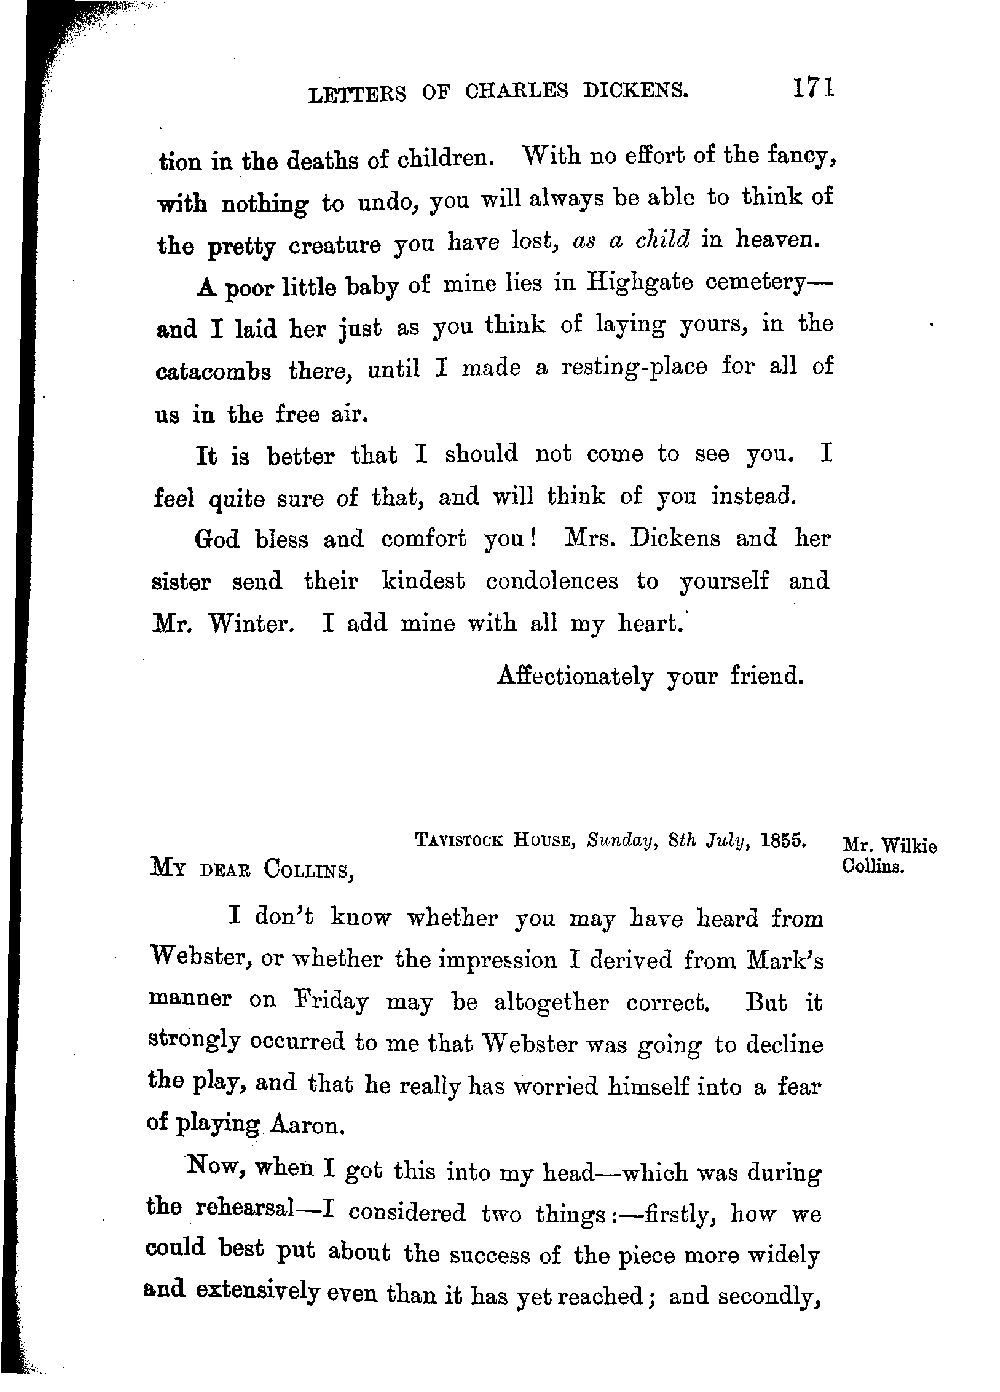 LETTERS OF CHARLES DICKENS. 171
tion in the deaths of children. With no effort of the fancy,
with nothing to undo, you will always be able to think of
the pretty creature you have lost, as a child in heaven.
A poor little baby of mine lies in Highgate cemetery—
and I laid her just as you think of laying yours, in the
catacombs there, until I made a resting-place for all of
us in the free air.
It is better that I should not come to see you. I
feel quite sure of that, and will think of you instead.
God bless and comfort you! Mrs. Dickens and her
sister send their kindest condolences to yourself and
Mr. Winter. I add mine with all my heart.
Affectionately your friend.
TAVISTOCK HOUSE, Sunday, 8th July, 1855.
Mr. Wilkie
Collins.
MY DEAR COLLINS,
I don't know whether you may have heard from
Webster, or whether the impression I derived from Mark's
manner on Friday may be altogether correct. But it
strongly occurred to me that Webster was going to decline
the play, and that he really has worried himself into a fear
of playing Aaron.
Now, when I got this into my head—which was during
the rehearsal—I considered two things:—firstly, how we
could best put about the success of the piece more widely
and extensively even than it has yet reached; and secondly,